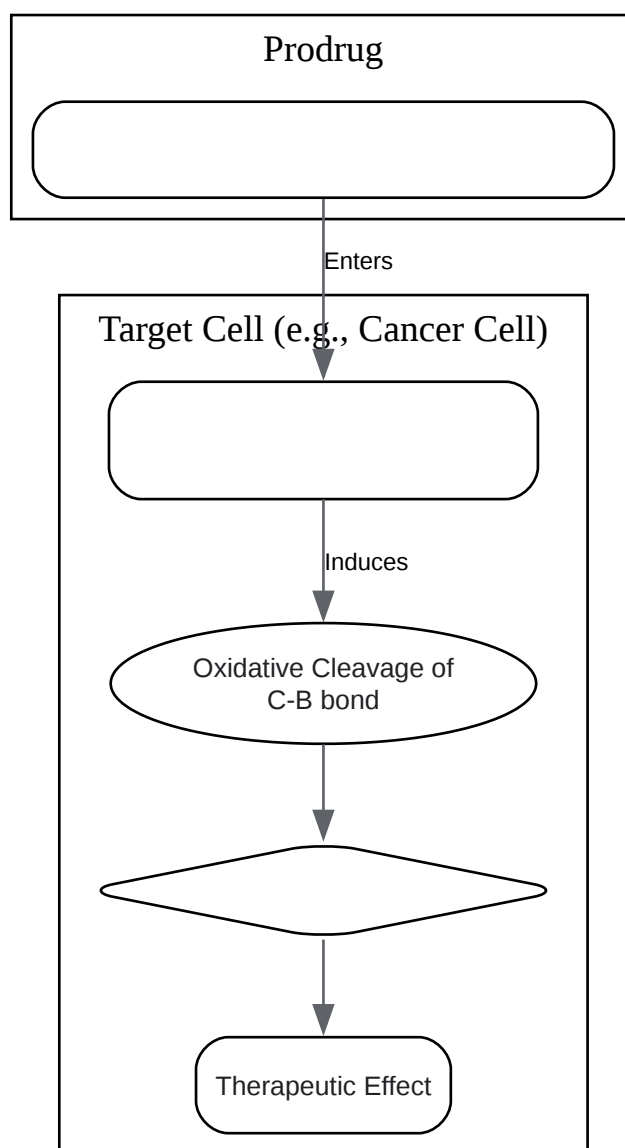 Prodrug
Enters
Target Cell (e.g., Cancer Cell)
Induces
Oxidative Cleavage of
C-B bond
Therapeutic Effect